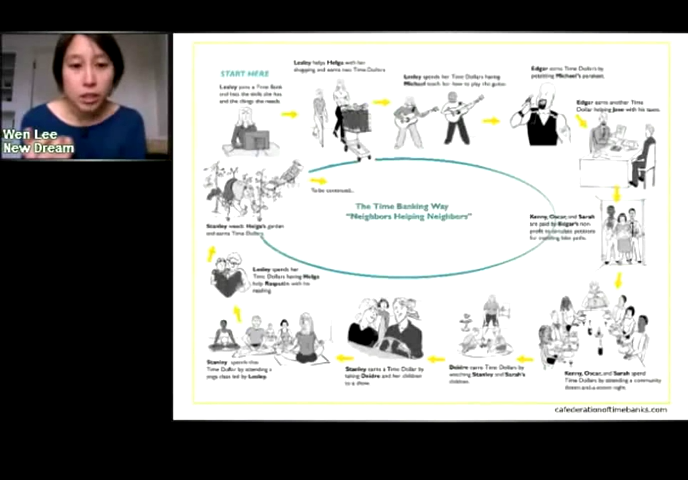 Wen Lee
New Dream
START HERE
Lesley joins a Time Bank
and lists the skills she has
and the things she needs
Lesley helps Helga with her
shopping and earns two Time Dollars
Lesley spends her Time Dollars having
Michael teach her how to play the guitar.
Edgar earns Time Dollars by
petsitting Michael's parakeet.
Edgar earns another Time
Dollar helping Jose with his taxes.
Kenny, Oscar, and Sarah
are paid by Edgar's non-
profit to circulate petitions
for installing bike paths.
Kenny, Oscar, and Sarah spend
Time Dollars by attending a community
dinner and a movie night.
Deidre earns Time Dollars by
watching Stanley and Sarah's
children.
Stanley earns a Time Dollar by
taking Deidre and her children
to a show.
Stanley spends this
Time Dollar by attending a
yoga class led by Lesley.
Lesley spends her
Time Dollars having Helga
help Rasputin with his
reading.
Stanley weeds Helga's garden
and earns Time Dollars.
To be continued...
The Time Banking Way
"Neighbors Helping Neighbors"
cafederationoftimebanks.com